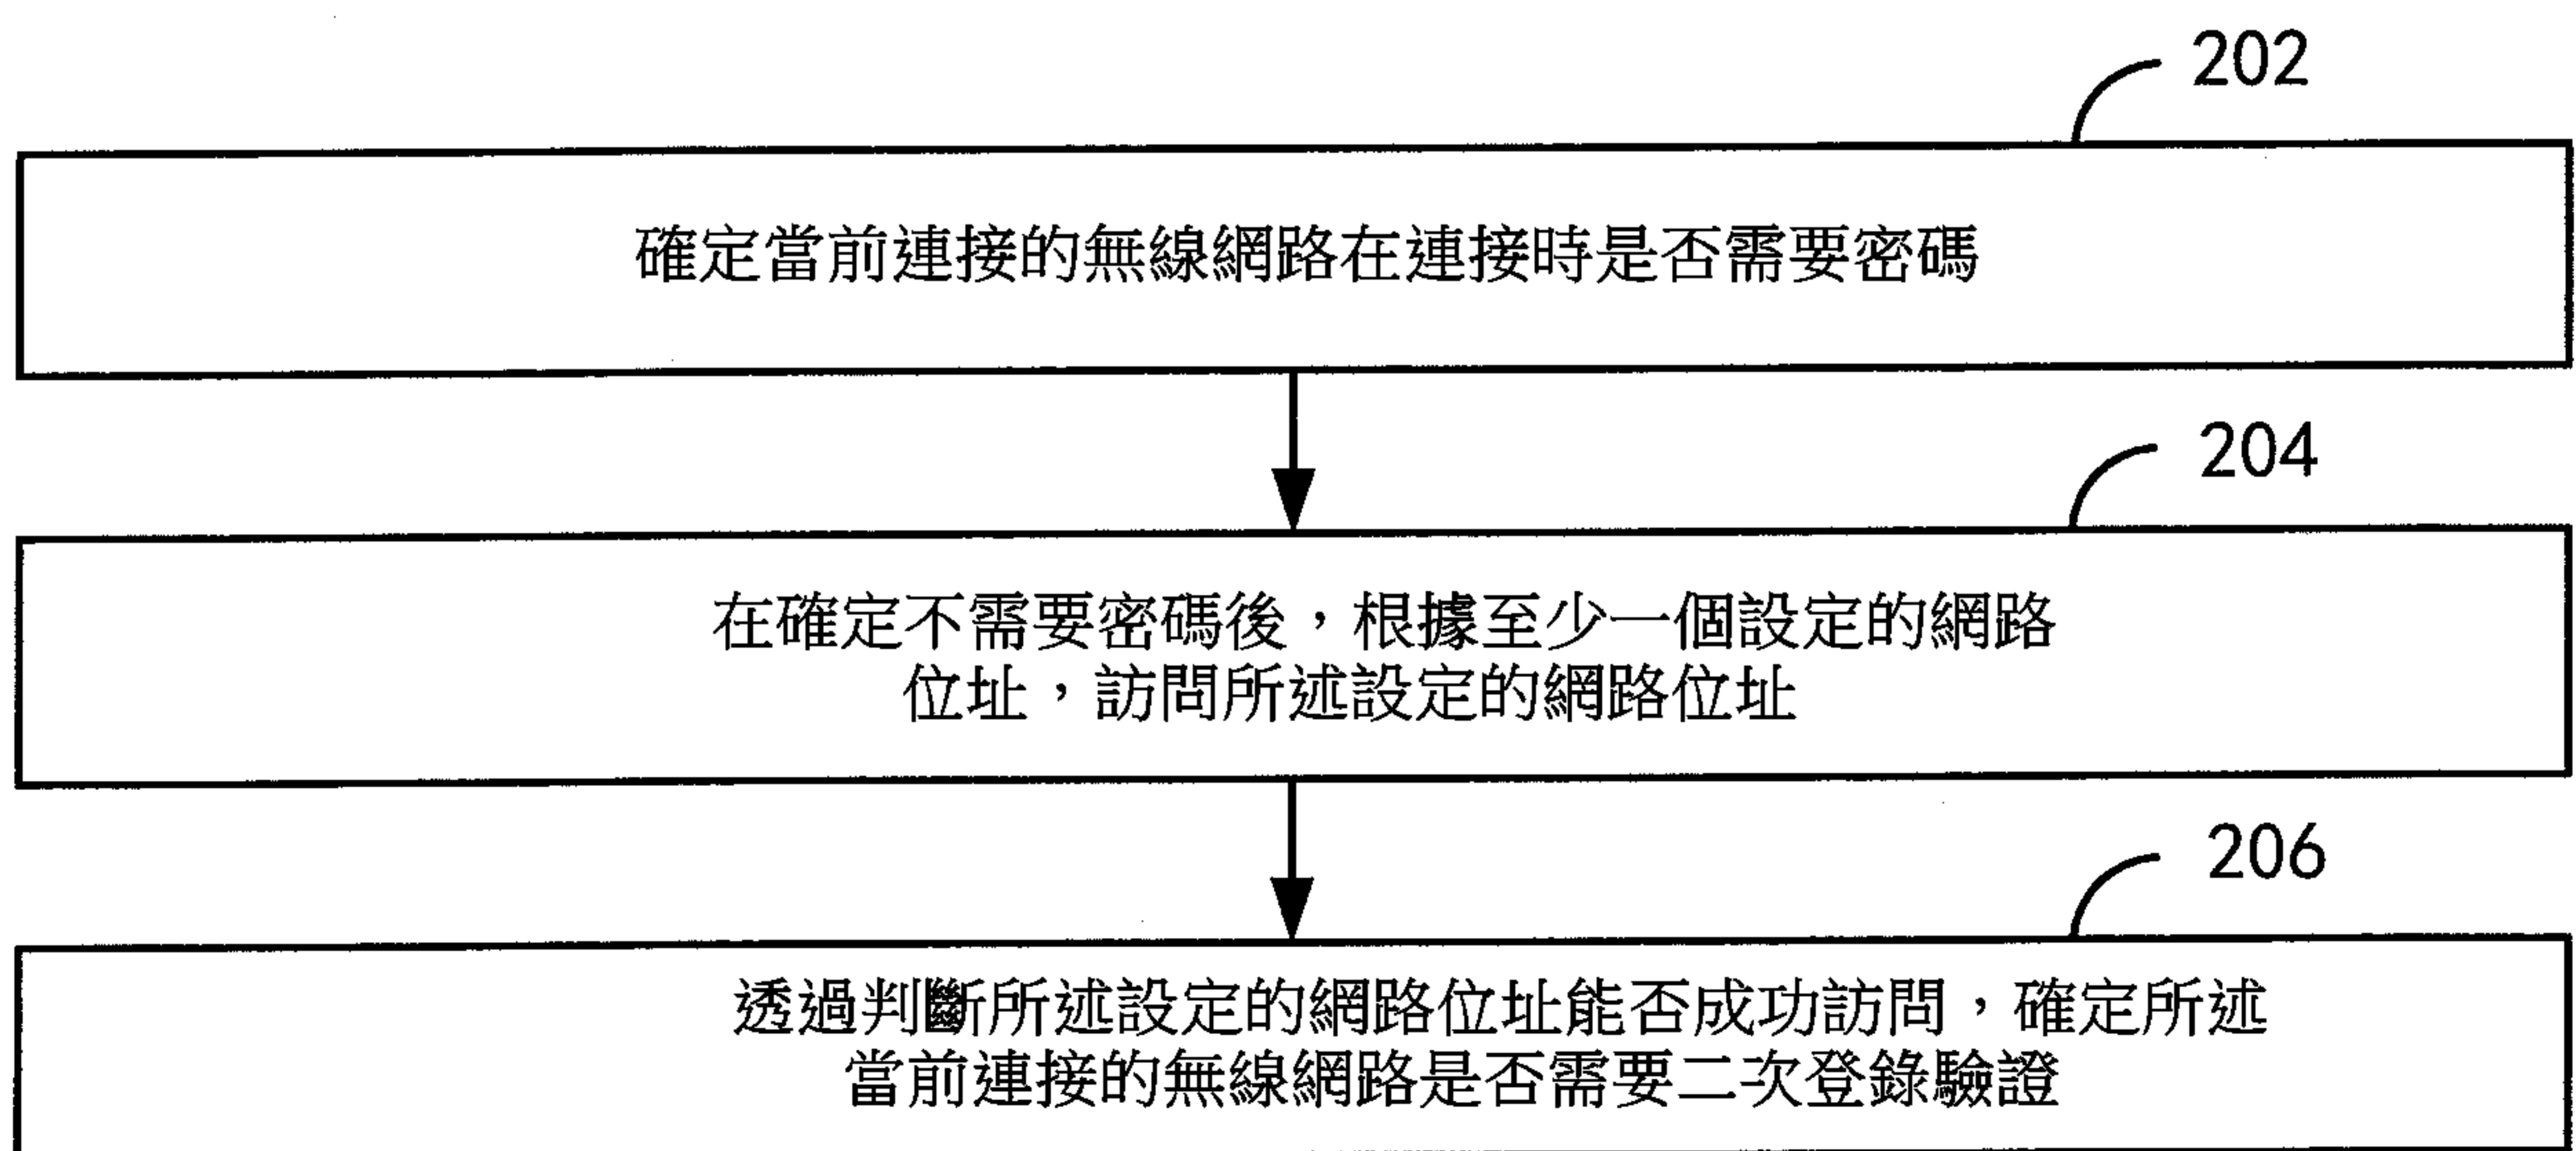 202
確定當前連接的無線網路在連接時是否需要密碼
204
在確定不需要密碼後，根據至少一個設定的網路
位址，訪問所述設定的網路位址
206
透過判斷所述設定的網路位址能否成功訪問，確定所述
當前連接的無線網路是否需要二次登錄驗證